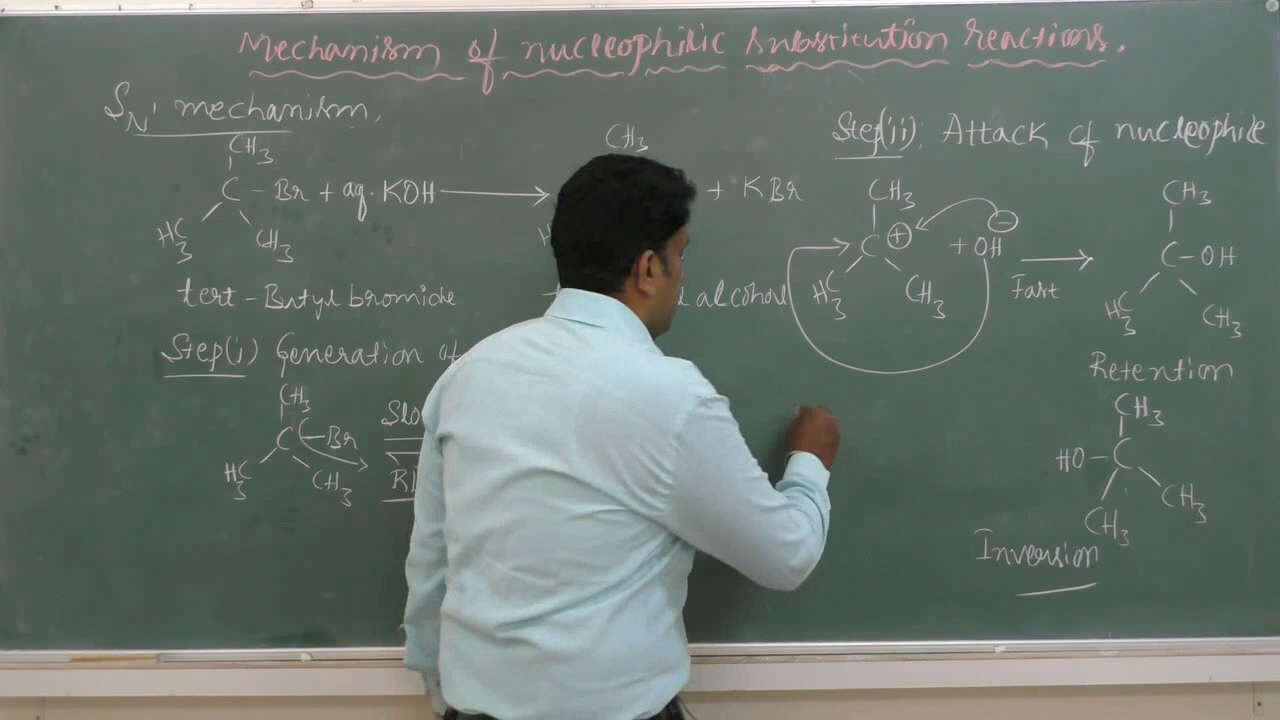 Mechanism of nucleophilic substitution reactions.
SN1 mechanism,
CH3
C - Br + aq. KOH ⟶
H3C
CH3
tert - Butyl bromide
CH3
+ KBr
alcohol
Step(i) Generation of
CH3
C - Br
H3C
CH3
Step(ii): Attack of nucleophile
CH3
C ⊕ + OH ⊖ ⟶
Fast
H3C
CH3
CH3
C - OH
H3C
CH3
Retention
CH3
HO - C
CH3
CH3
Inversion